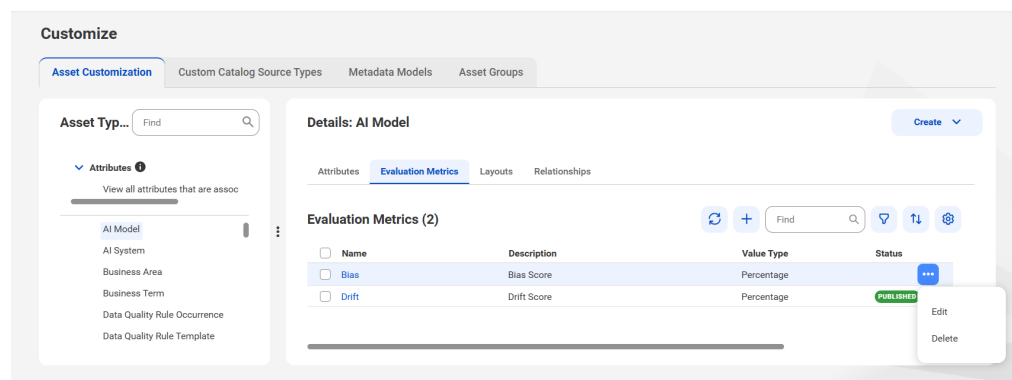 Customize
Asset Customization Custom Catalog Source Types Metadata Models Asset Groups
Asset Typ... Find
Attributes
View all attributes that are assoc
AI Model
AI System
Business Area
Business Term
Data Quality Rule Occurrence
Data Quality Rule Template
Details: AI Model Create
Attributes Evaluation Metrics Layouts Relationships
Evaluation Metrics (2) Find
Name Description Value Type Status
Bias Bias Score Percentage
Drift Drift Score Percentage PUBLISHED
Edit
Delete